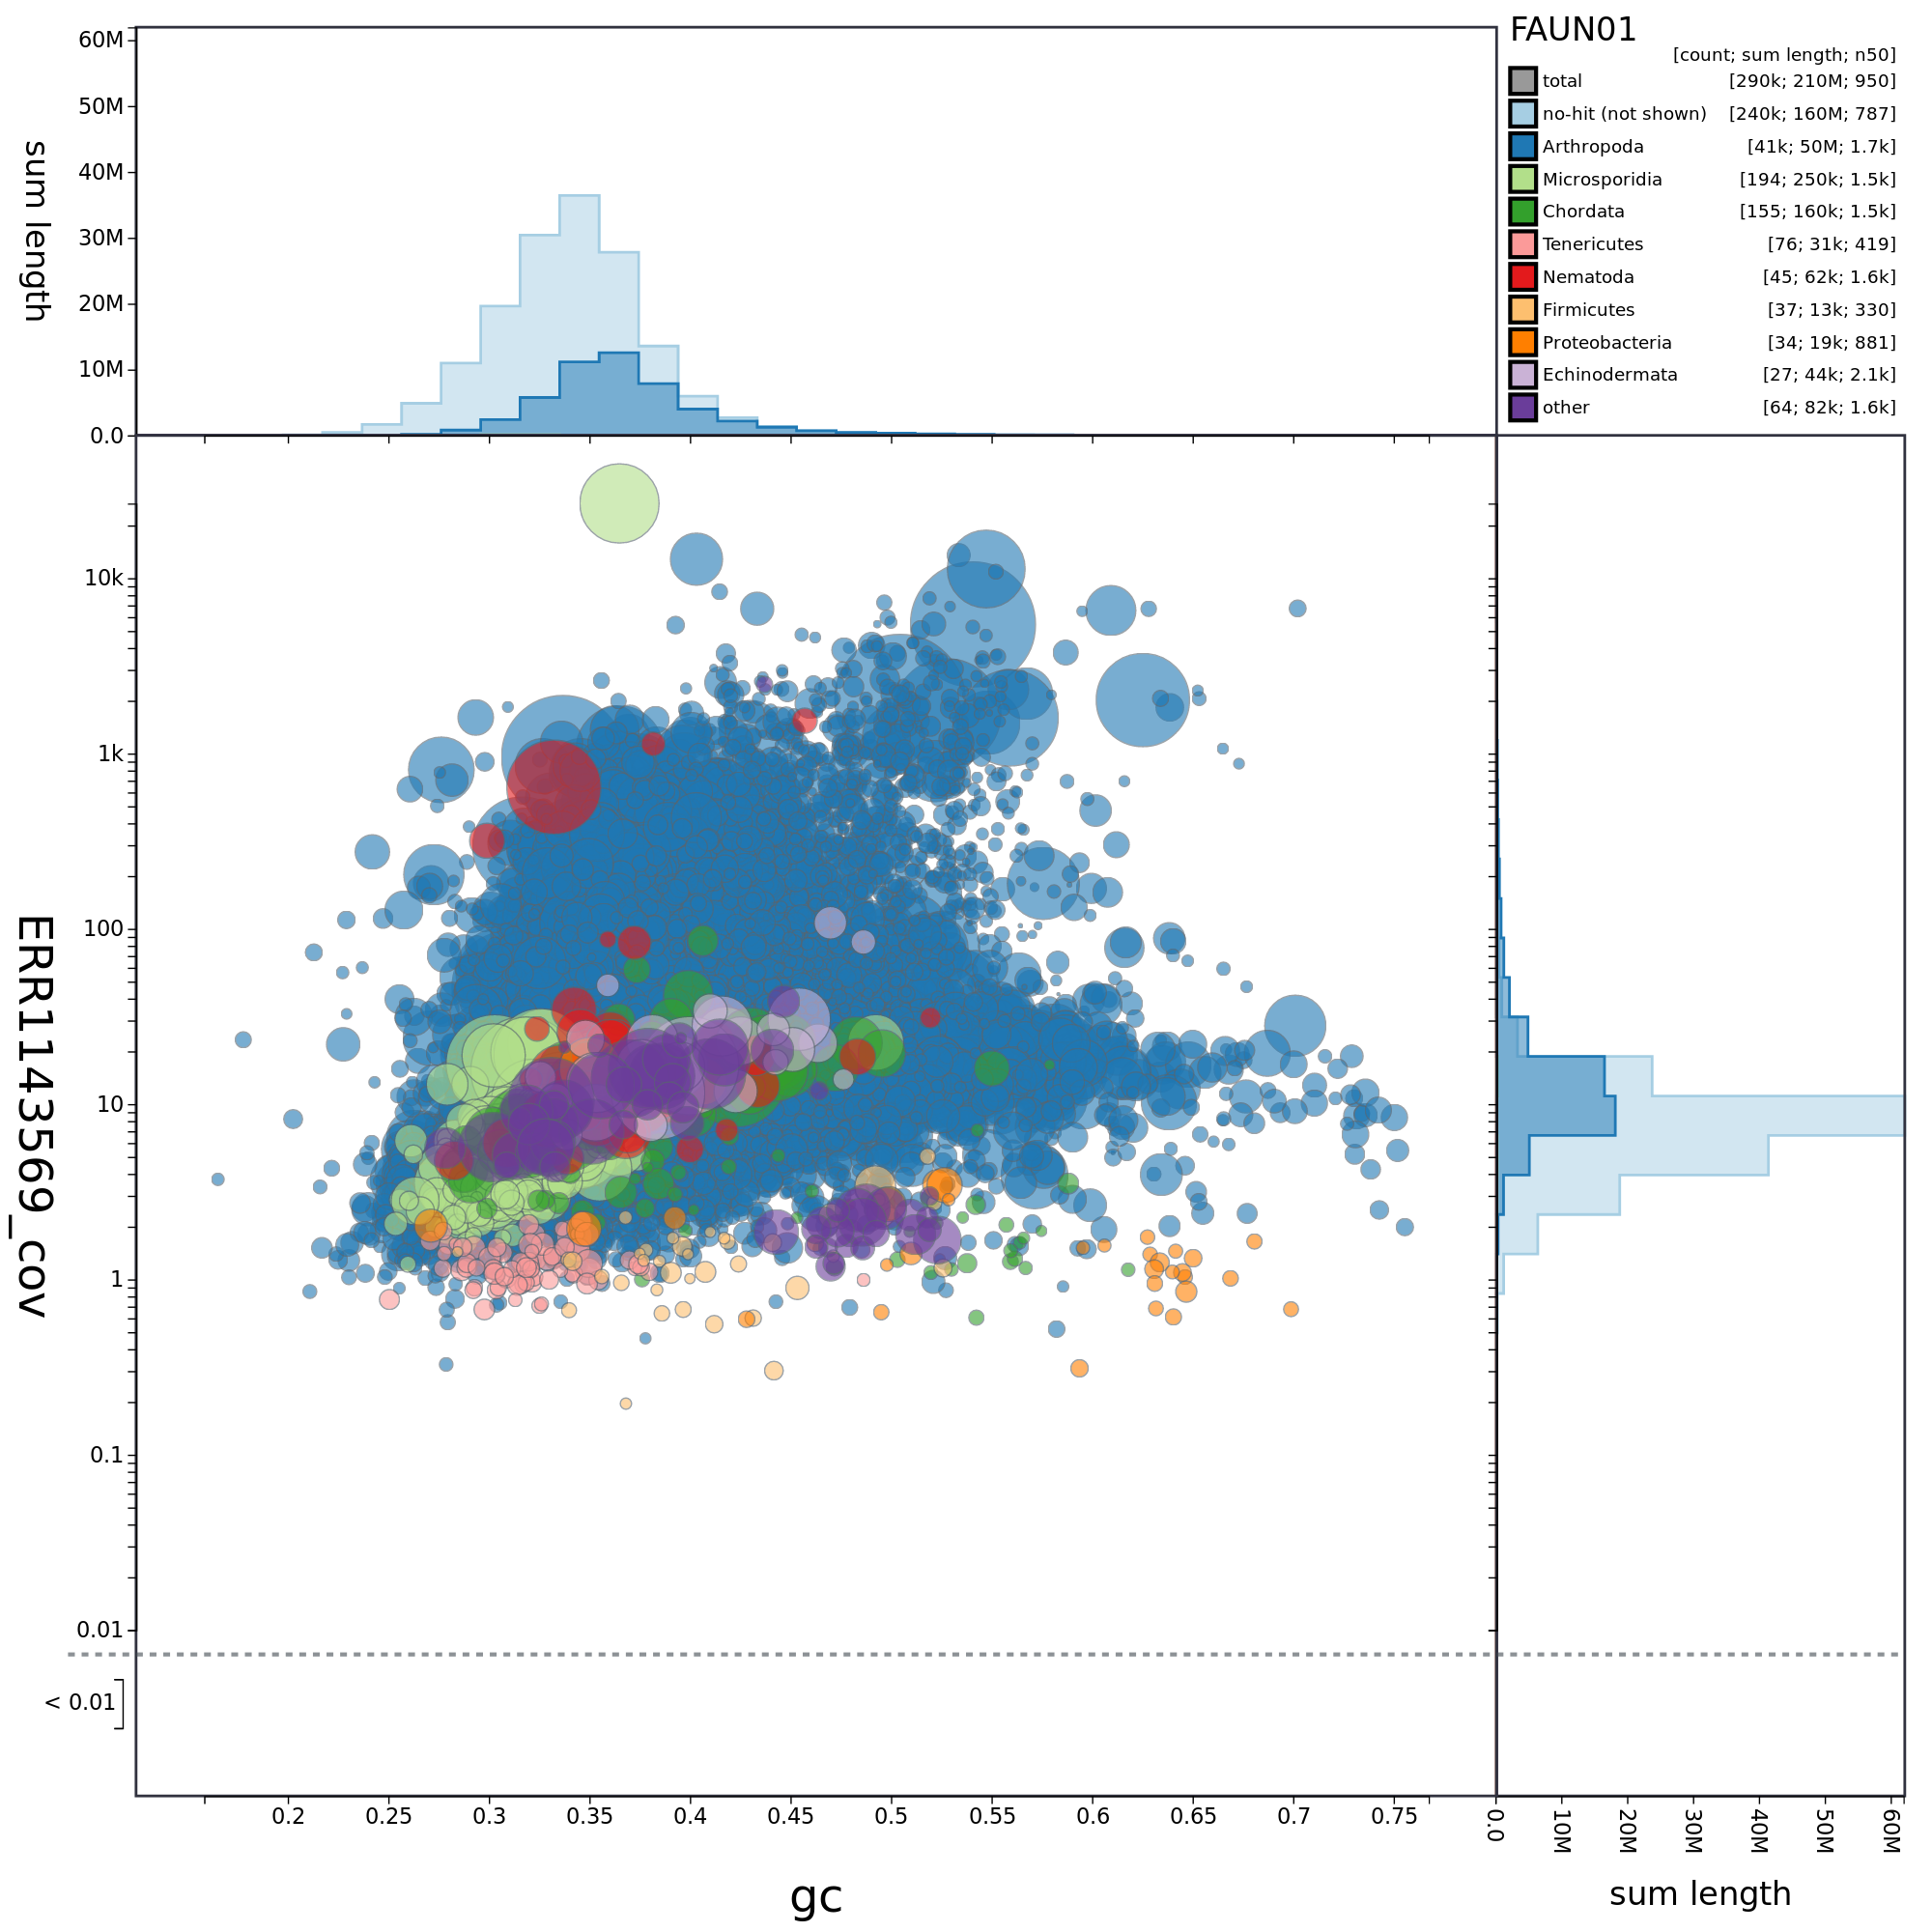 FAUN01
[count; sum length; n50]
total [290k; 210M; 950]
no-hit (not shown) [240k; 160M; 787]
Arthropoda [41k; 50M; 1.7k]
Microsporidia [194; 250k; 1.5k]
Chordata [155; 160k; 1.5k]
Tenericutes [76; 31k; 419]
Nematoda [45; 62k; 1.6k]
Firmicutes [37; 13k; 330]
Proteobacteria [34; 19k; 881]
Echinodermata [27; 44k; 2.1k]
other [64; 82k; 1.6k]
sum length
60M
50M
40M
30M
20M
10M
0.0
ERR1143569_cov
10k
1k
100
10
1
0.1
0.01
< 0.01
0.2 0.25 0.3 0.35 0.4 0.45 0.5 0.55 0.6 0.65 0.7 0.75
gc
0.0 10M 20M 30M 40M 50M 60M
sum length